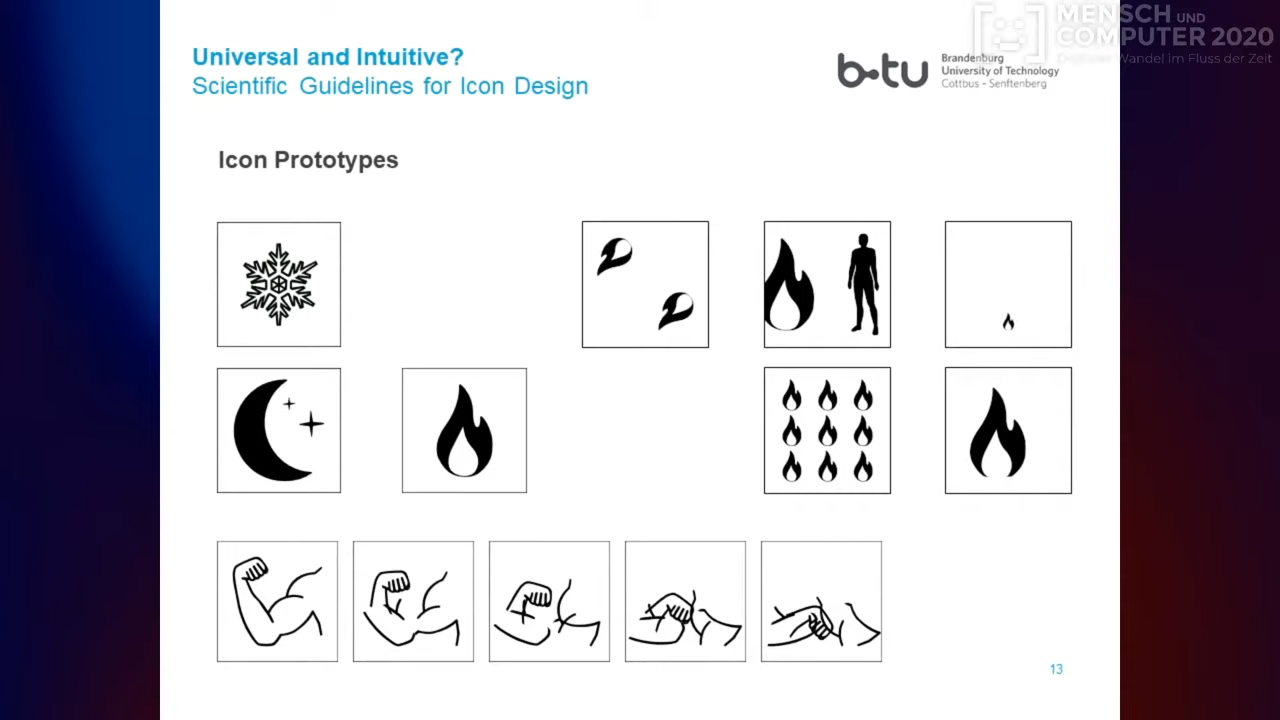 MENSCH UND
COMPUTER 2020
Digitaler Wandel im Fluss der Zeit
Universal and Intuitive?
Scientific Guidelines for Icon Design
b-tu
Brandenburg
University of Technology
Cottbus - Senftenberg
Icon Prototypes
13